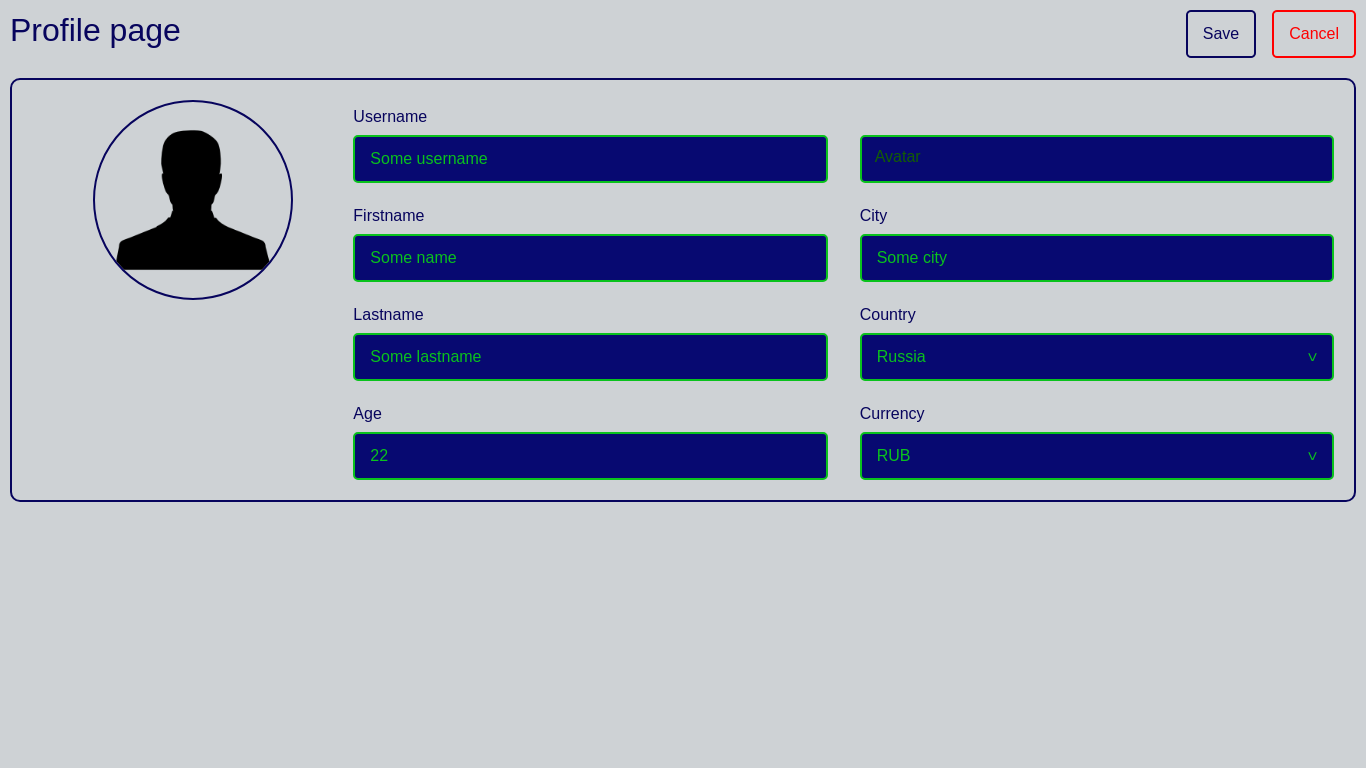 Profile page
Save
Cancel
Username
Some username
Avatar
Firstname
City
Some name
Some city
Lastname
Country
Some lastname
Russia
Age
Currency
22
RUB